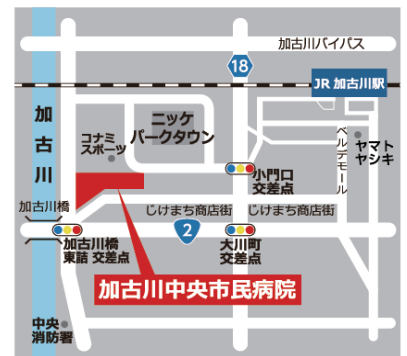 加古川バイパス
18
JR 加古川駅
加古川
ニッケ
パークタウン
コナミ
スポーツ
ベルデモール
ヤマト
ヤシキ
小門口
交差点
加古川橋
じけまち商店街
じけまち商店街
2
加古川橋
東詰 交差点
大川町
交差点
加古川中央市民病院
中央
消防署